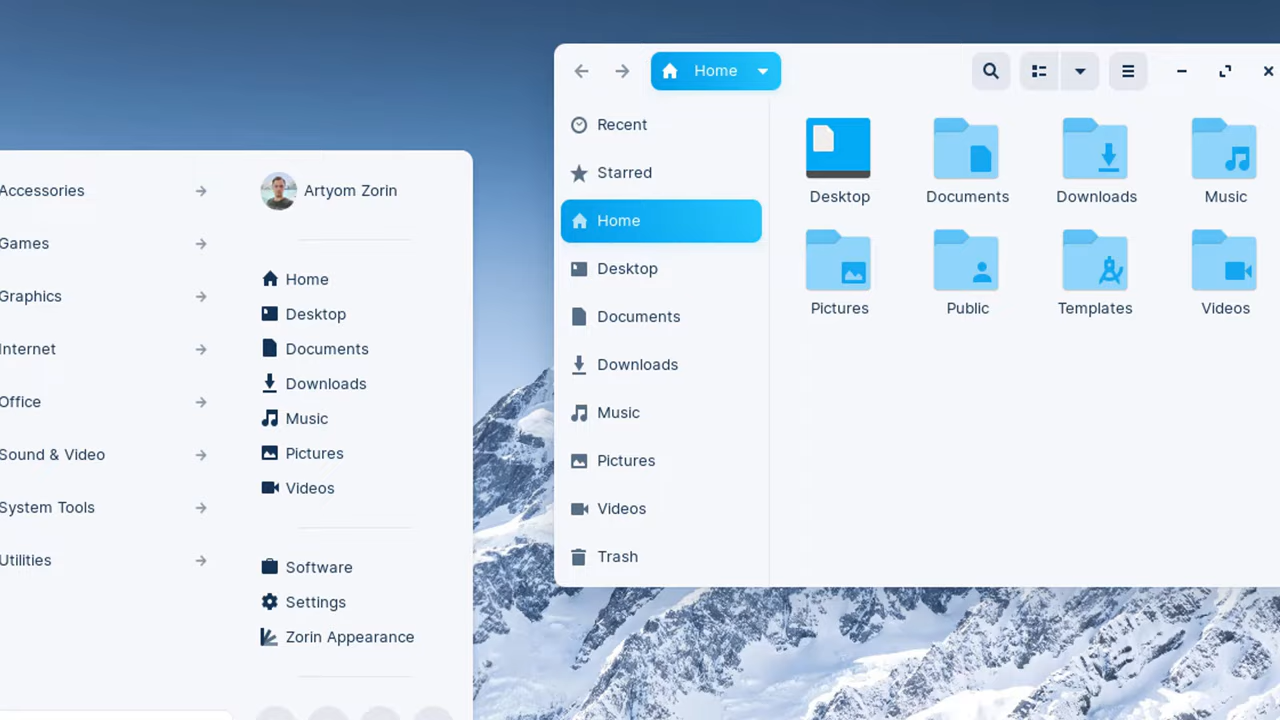 Accessories
Games
Graphics
Internet
Office
Sound & Video
System Tools
Utilities
Artyom Zorin
Home
Desktop
Documents
Downloads
Music
Pictures
Videos
Software
Settings
Zorin Appearance
Home
Recent
Starred
Home
Desktop
Documents
Downloads
Music
Pictures
Videos
Trash
Desktop Documents Downloads Music
Pictures Public Templates Videos